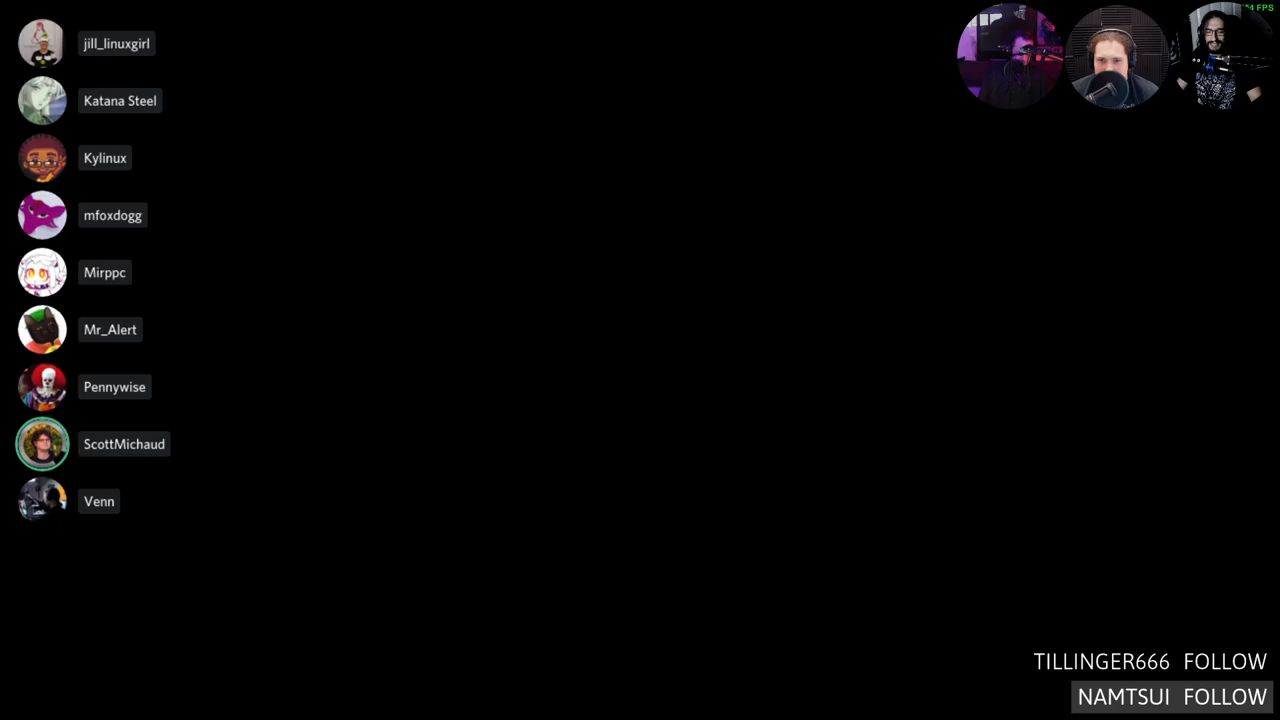 jill_linuxgirl
Katana Steel
Kylinux
mfoxdogg
Mirppc
Mr_Alert
Pennywise
ScottMichaud
Venn
TILLINGER666 FOLLOW
NAMTSUI FOLLOW